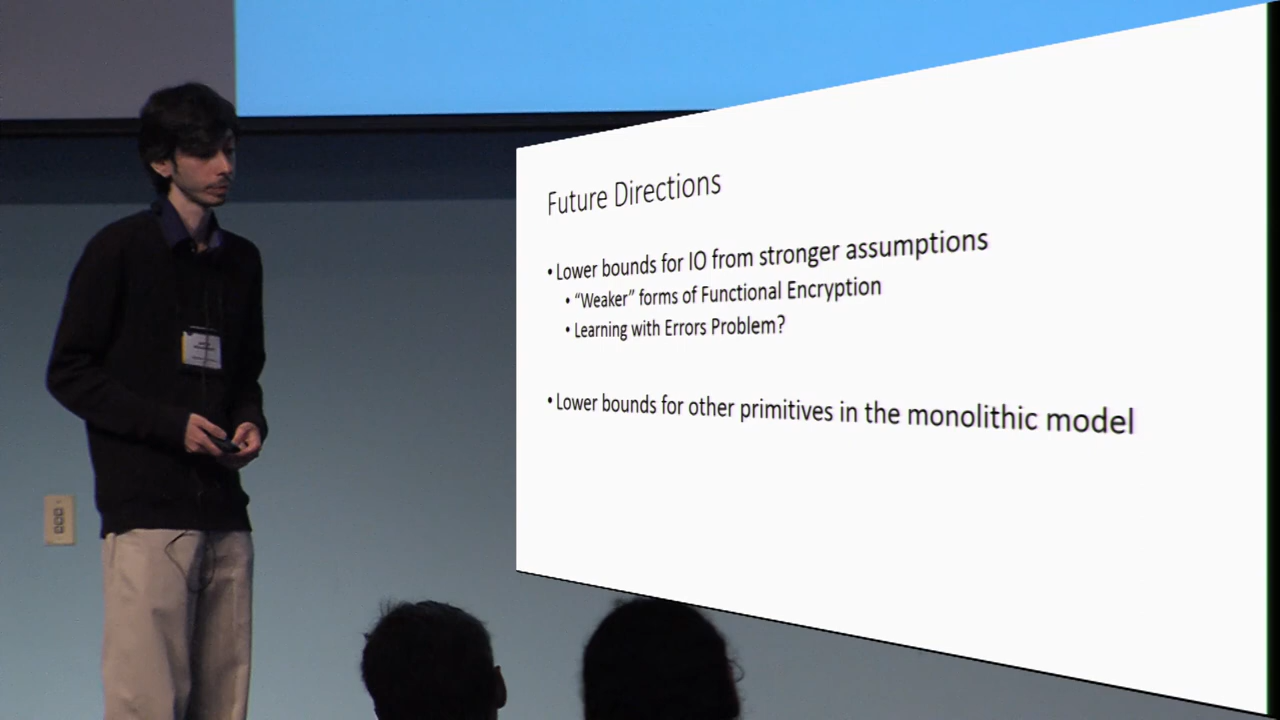 Future Directions
•Lower bounds for IO from stronger assumptions
•“Weaker” forms of Functional Encryption
•Learning with Errors Problem?
•Lower bounds for other primitives in the monolithic model